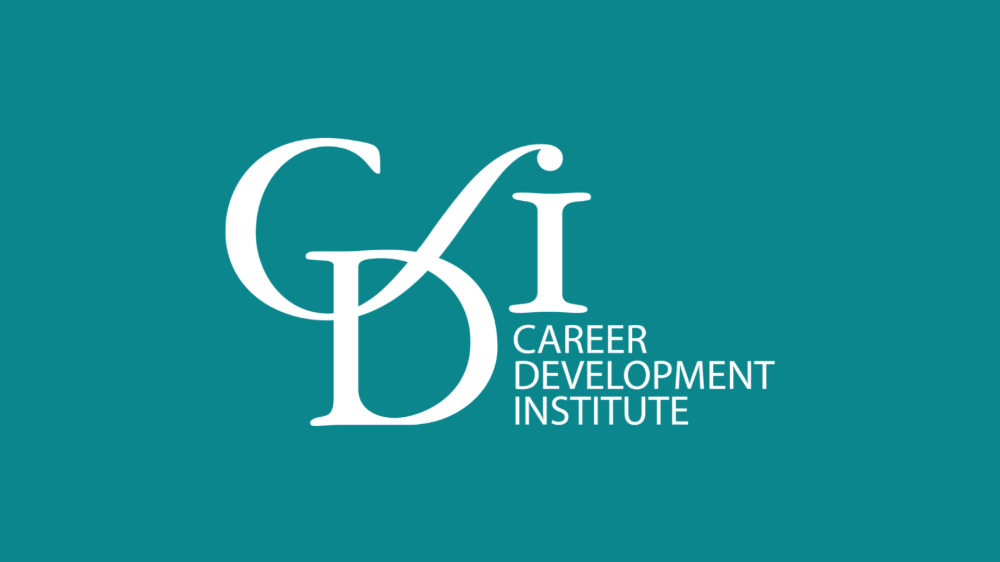 CDi
CAREER
DEVELOPMENT
INSTITUTE